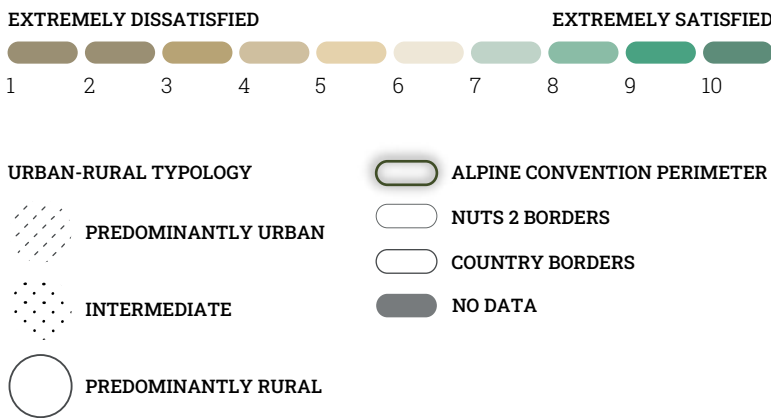 EXTREMELY DISSATISFIED EXTREMELY SATISFIED
1 2 3 4 5 6 7 8 9 10
URBAN-RURAL TYPOLOGY
PREDOMINANTLY URBAN
INTERMEDIATE
PREDOMINANTLY RURAL
ALPINE CONVENTION PERIMETER
NUTS 2 BORDERS
COUNTRY BORDERS
NO DATA